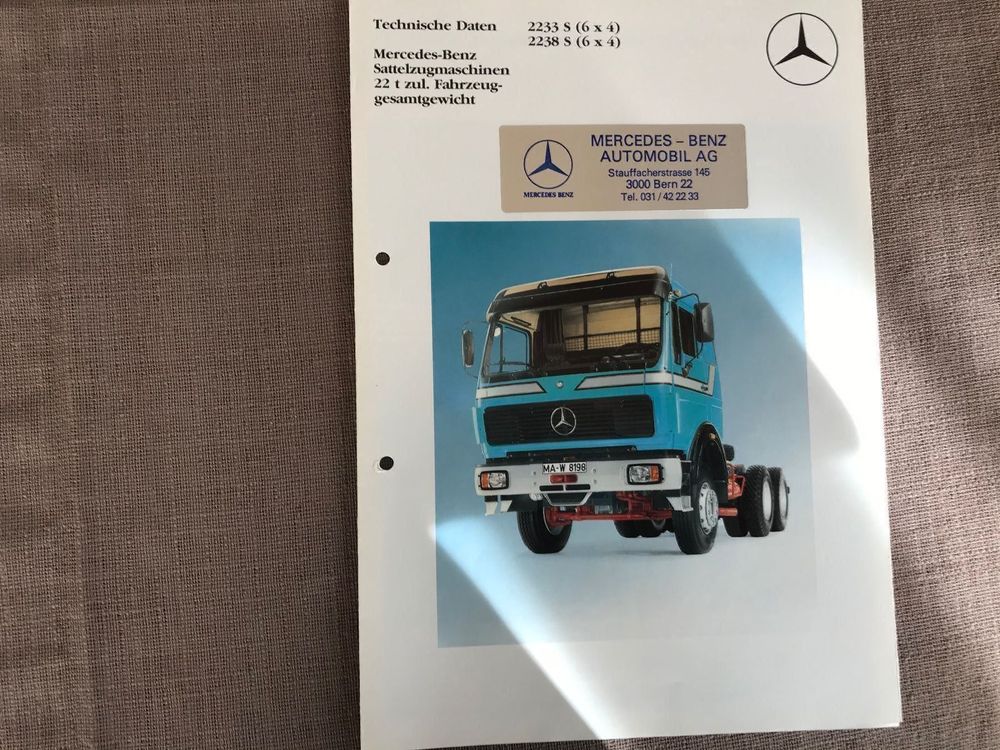 Technische Daten 2233 S (6 x 4)
2238 S (6 x 4)
Mercedes-Benz
Sattelzugmaschinen
22 t zul. Fahrzeug-
gesamtgewicht
MERCEDES – BENZ
AUTOMOBIL AG
Stauffacherstrasse 145
3000 Bern 22
Tel. 031 / 42 22 33
MERCEDES BENZ
MA-W 8198